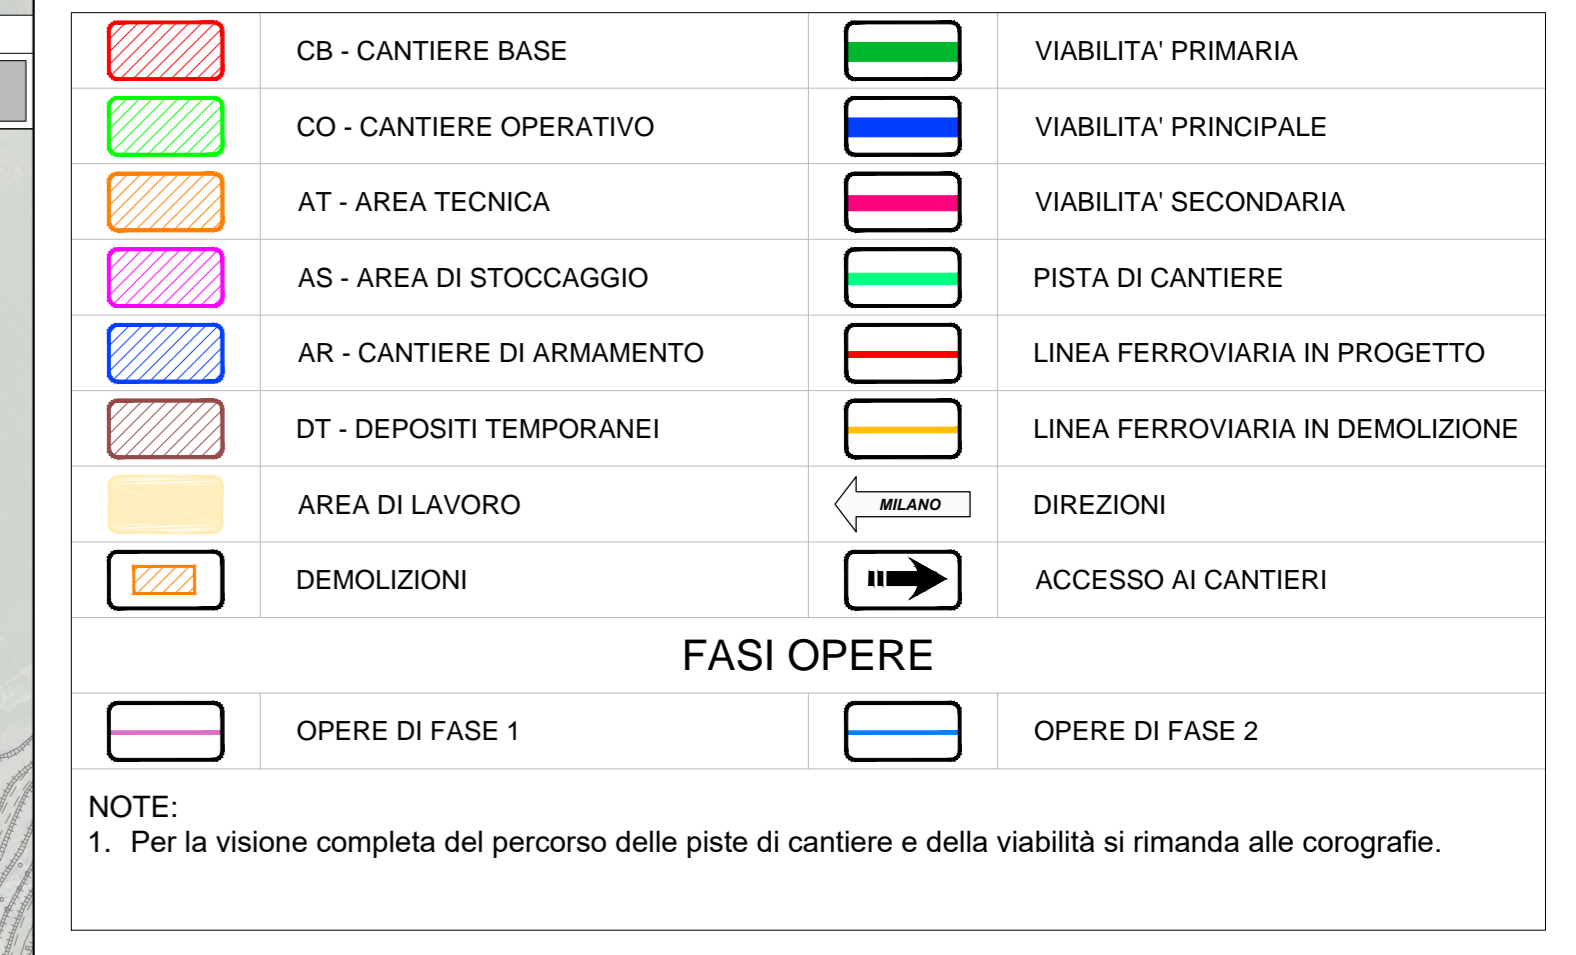 CB - CANTIERE BASE
VIABILITA' PRIMARIA
CO - CANTIERE OPERATIVO
VIABILITA' PRINCIPALE
AT - AREA TECNICA
VIABILITA' SECONDARIA
AS - AREA DI STOCCAGGIO
PISTA DI CANTIERE
AR - CANTIERE DI ARMAMENTO
LINEA FERROVIARIA IN PROGETTO
DT - DEPOSITI TEMPORANEI
LINEA FERROVIARIA IN DEMOLIZIONE
AREA DI LAVORO
MILANO
DIREZIONI
DEMOLIZIONI
ACCESSO AI CANTIERI
FASI OPERE
OPERE DI FASE 1
OPERE DI FASE 2
NOTE:
1. Per la visione completa del percorso delle piste di cantiere e della viabilità si rimanda alle corografie.